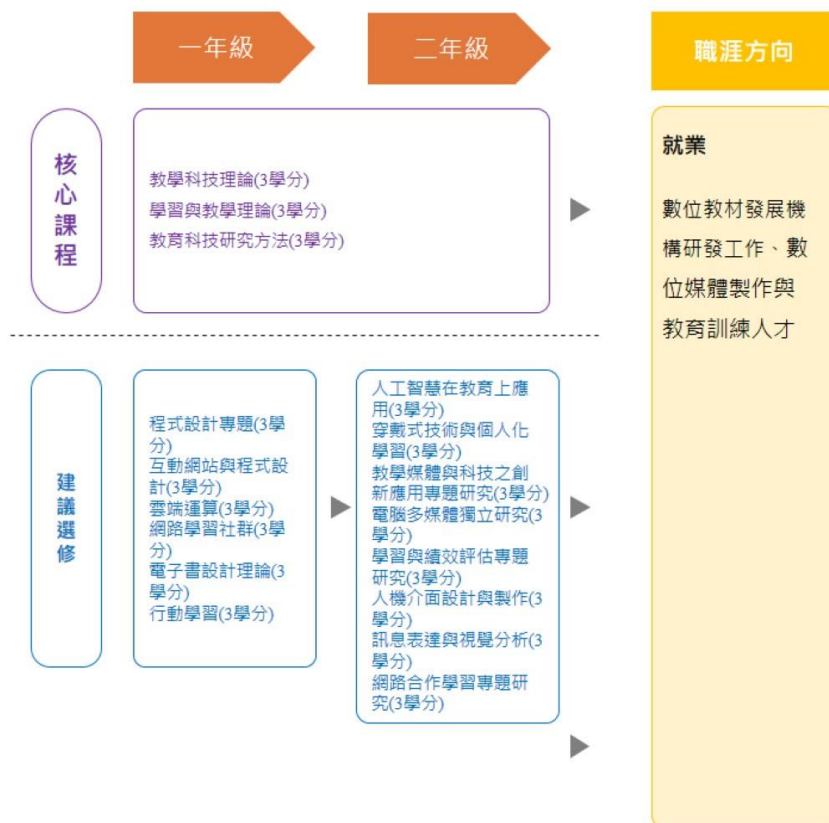 一年級
二年級
職涯方向
核
心
課
程
教學科技理論(3學分)
學習與教學理論(3學分)
教育科技研究方法(3學分)
就業
數位教材發展機
構研發工作、數
位媒體製作與
教育訓練人才
建
議
選
修
程式設計專題(3學
分)
互動網站與程式設
計(3學分)
雲端運算(3學分)
網路學習社群(3學
分)
電子書設計理論(3
學分)
行動學習(3學分)
人工智慧在教育上應
用(3學分)
穿戴式技術與個人化
學習(3學分)
教學媒體與科技之創
新應用專題研究(3學分)
電腦多媒體獨立研究(3
學分)
學習與績效評估專題
研究(3學分)
人機介面設計與製作(3
學分)
訊息表達與視覺分析(3
學分)
網路合作學習專題研
究(3學分)